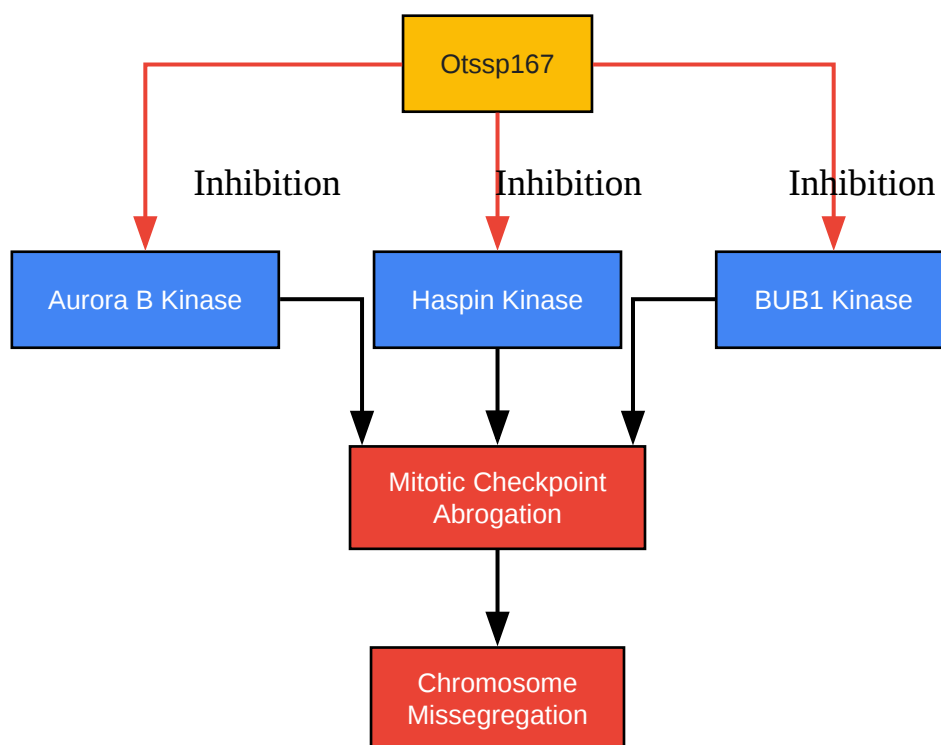 Otssp167
Inhibition
Inhibition
Inhibition
Aurora B Kinase
Haspin Kinase
BUB1 Kinase
Mitotic Checkpoint
Abrogation
Chromosome
Missegregation